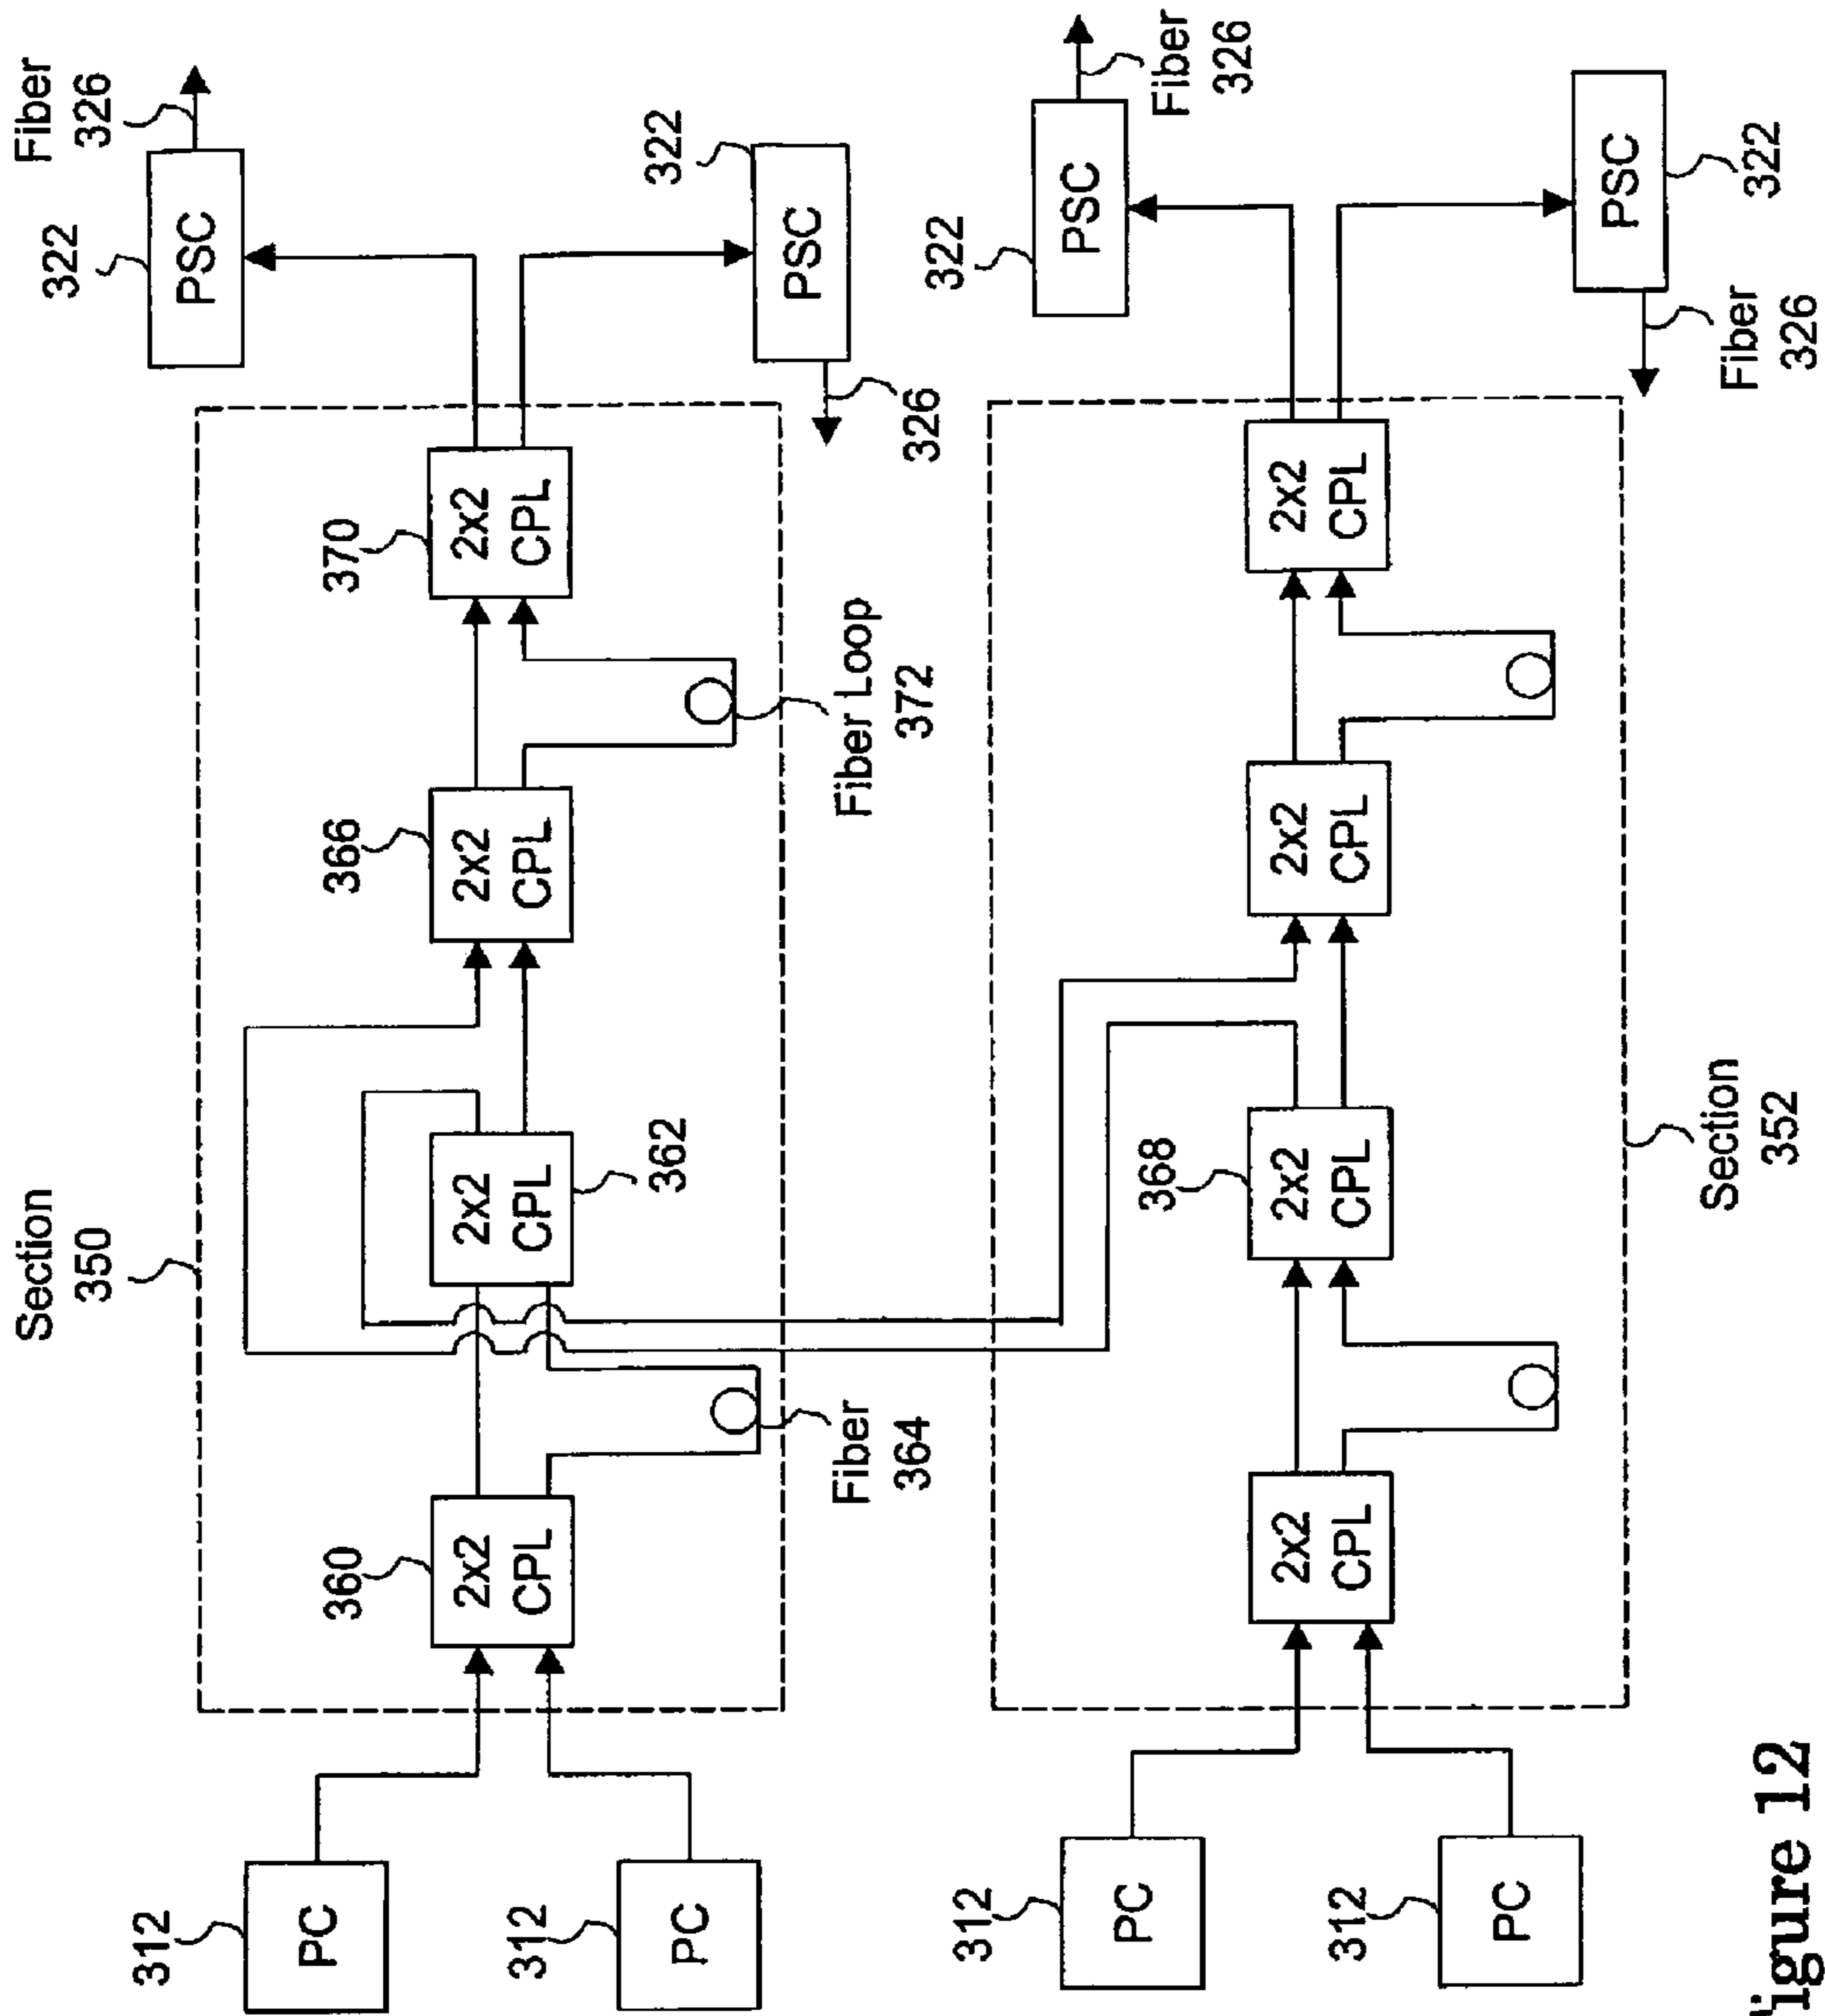 Section
350
Fiber
326
322
PSC
360
2x2
CPL
362
2x2
CPL
366
2x2
CPL
370
2x2
CPL
322
PSC
326
Fiber
364
Fiber Loop
372
312
PC
312
PC
Fiber
326
322
PSC
2x2
CPL
368
2x2
CPL
2x2
CPL
2x2
CPL
322
PSC
Fiber
326
312
PC
312
PC
Section
352
igure 12